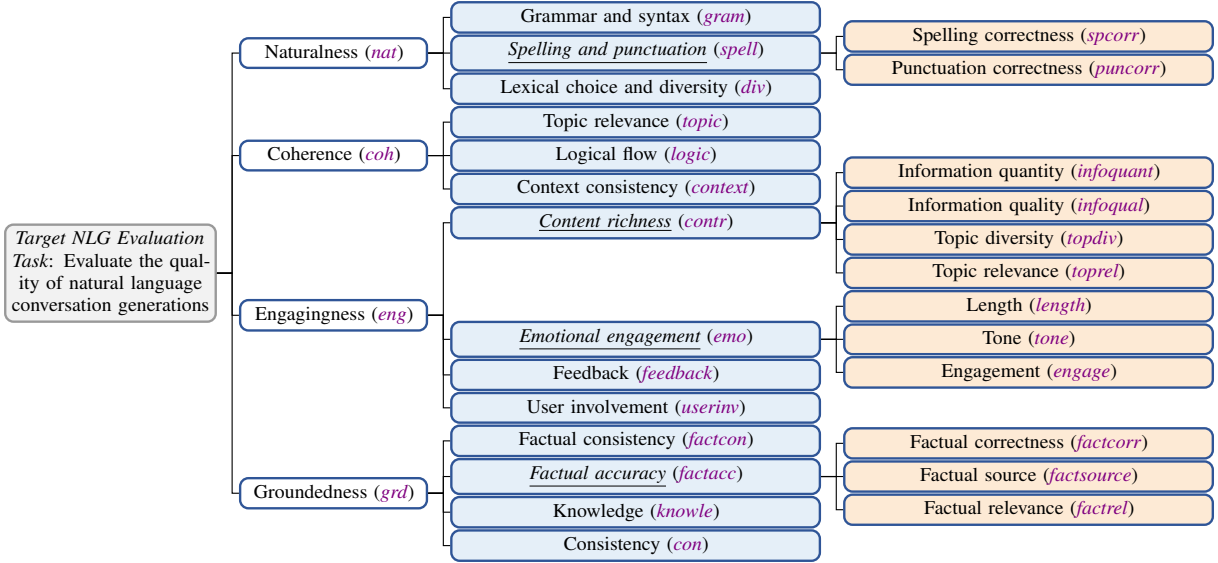 Target NLG Evaluation
Task: Evaluate the qual-
ity of natural language
conversation generations
Naturalness (nat)
Coherence (coh)
Engagingness (eng)
Groundedness (grd)
Grammar and syntax (gram)
Spelling and punctuation (spell)
Lexical choice and diversity (div)
Topic relevance (topic)
Logical flow (logic)
Context consistency (context)
Content richness (contr)
Emotional engagement (emo)
Feedback (feedback)
User involvement (userinv)
Factual consistency (factcon)
Factual accuracy (factacc)
Knowledge (knowle)
Consistency (con)
Spelling correctness (spcorr)
Punctuation correctness (puncorr)
Information quantity (infoquant)
Information quality (infoqual)
Topic diversity (topdiv)
Topic relevance (toprel)
Length (length)
Tone (tone)
Engagement (engage)
Factual correctness (factcorr)
Factual source (factsource)
Factual relevance (factrel)